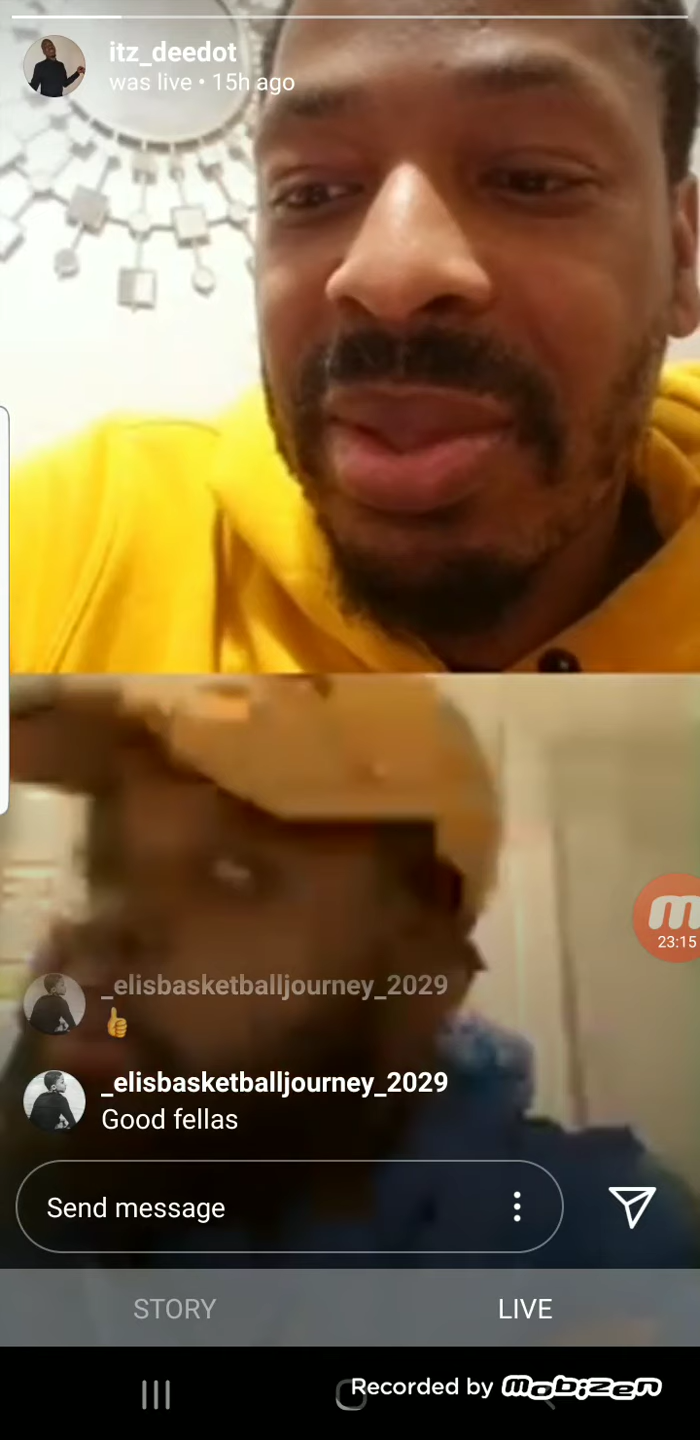 itz_deedot
was live • 15h ago
_elisbasketballjourney_2029
👍
_elisbasketballjourney_2029
Good fellas
Send message
STORY LIVE
m
23:15
Recorded by mobizen